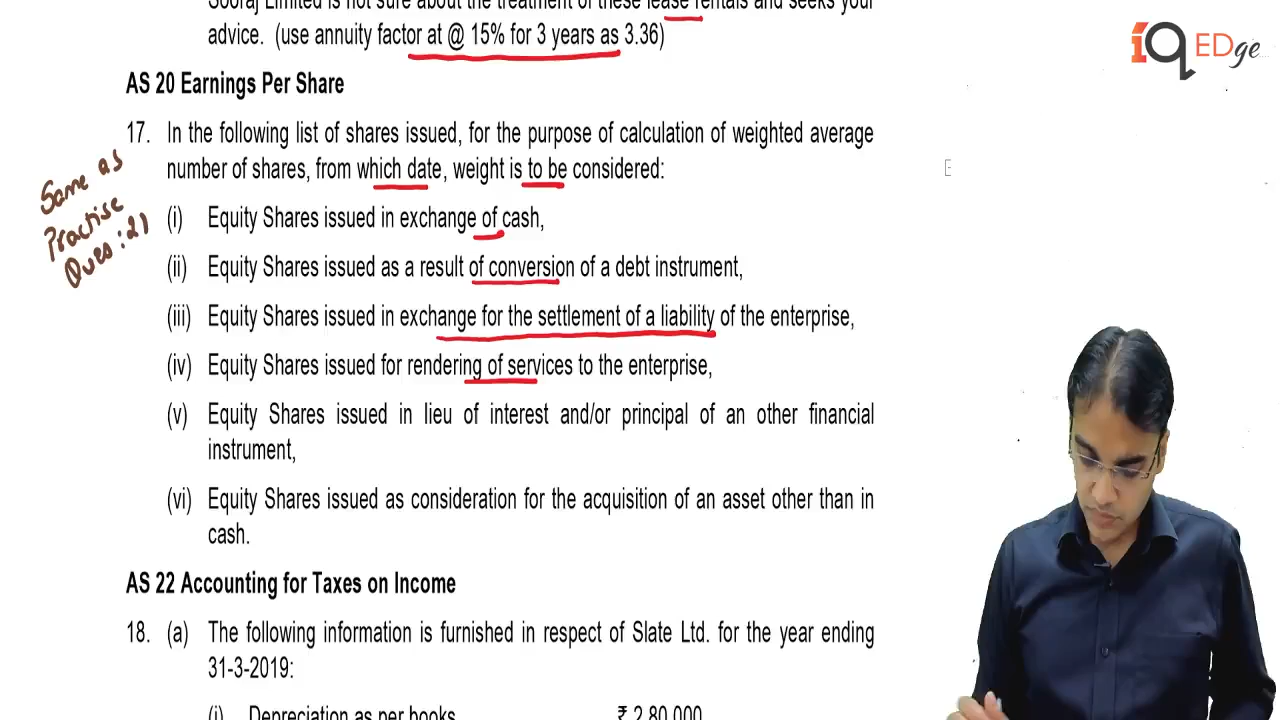 Sooraj Limited is not sure about the treatment of these lease rentals and seeks your
advice. (use annuity factor at @ 15% for 3 years as 3.36)
iQ EDge
AS 20 Earnings Per Share
17. In the following list of shares issued, for the purpose of calculation of weighted average
number of shares, from which date, weight is to be considered:
Same as
Practise
Ques: 21
(i) Equity Shares issued in exchange of cash,
(ii) Equity Shares issued as a result of conversion of a debt instrument,
(iii) Equity Shares issued in exchange for the settlement of a liability of the enterprise,
(iv) Equity Shares issued for rendering of services to the enterprise,
(v) Equity Shares issued in lieu of interest and/or principal of an other financial
instrument,
(vi) Equity Shares issued as consideration for the acquisition of an asset other than in
cash.
AS 22 Accounting for Taxes on Income
18. (a) The following information is furnished in respect of Slate Ltd. for the year ending
31-3-2019:
(i) Depreciation as per books ₹ 2,80,000